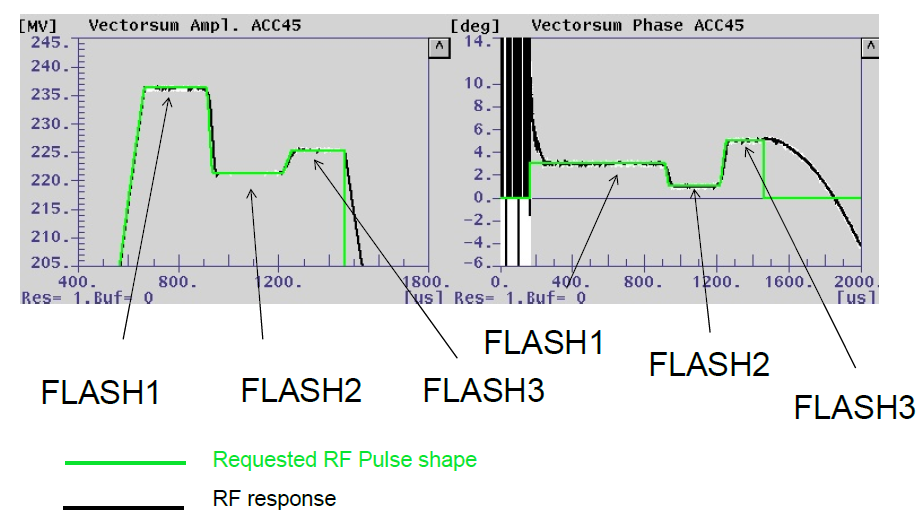 [MV] Vectorsum Ampl. ACC45
245.
240.
235.
230.
225.
220.
215.
210.
205.
400. 800. 1200. 1800.
Res= 1.Buf= 0 [us]
^
[deg] Vectorsum Phase ACC45
14.
10.
8.
6.
4.
2.
0.
-2.
-4.
-6.
0. 400. 800. 1200. 1600. 2000.
Res= 1.Buf= 0 [us]
^
FLASH1
FLASH2
FLASH3
FLASH1
FLASH2
FLASH3
Requested RF Pulse shape
RF response